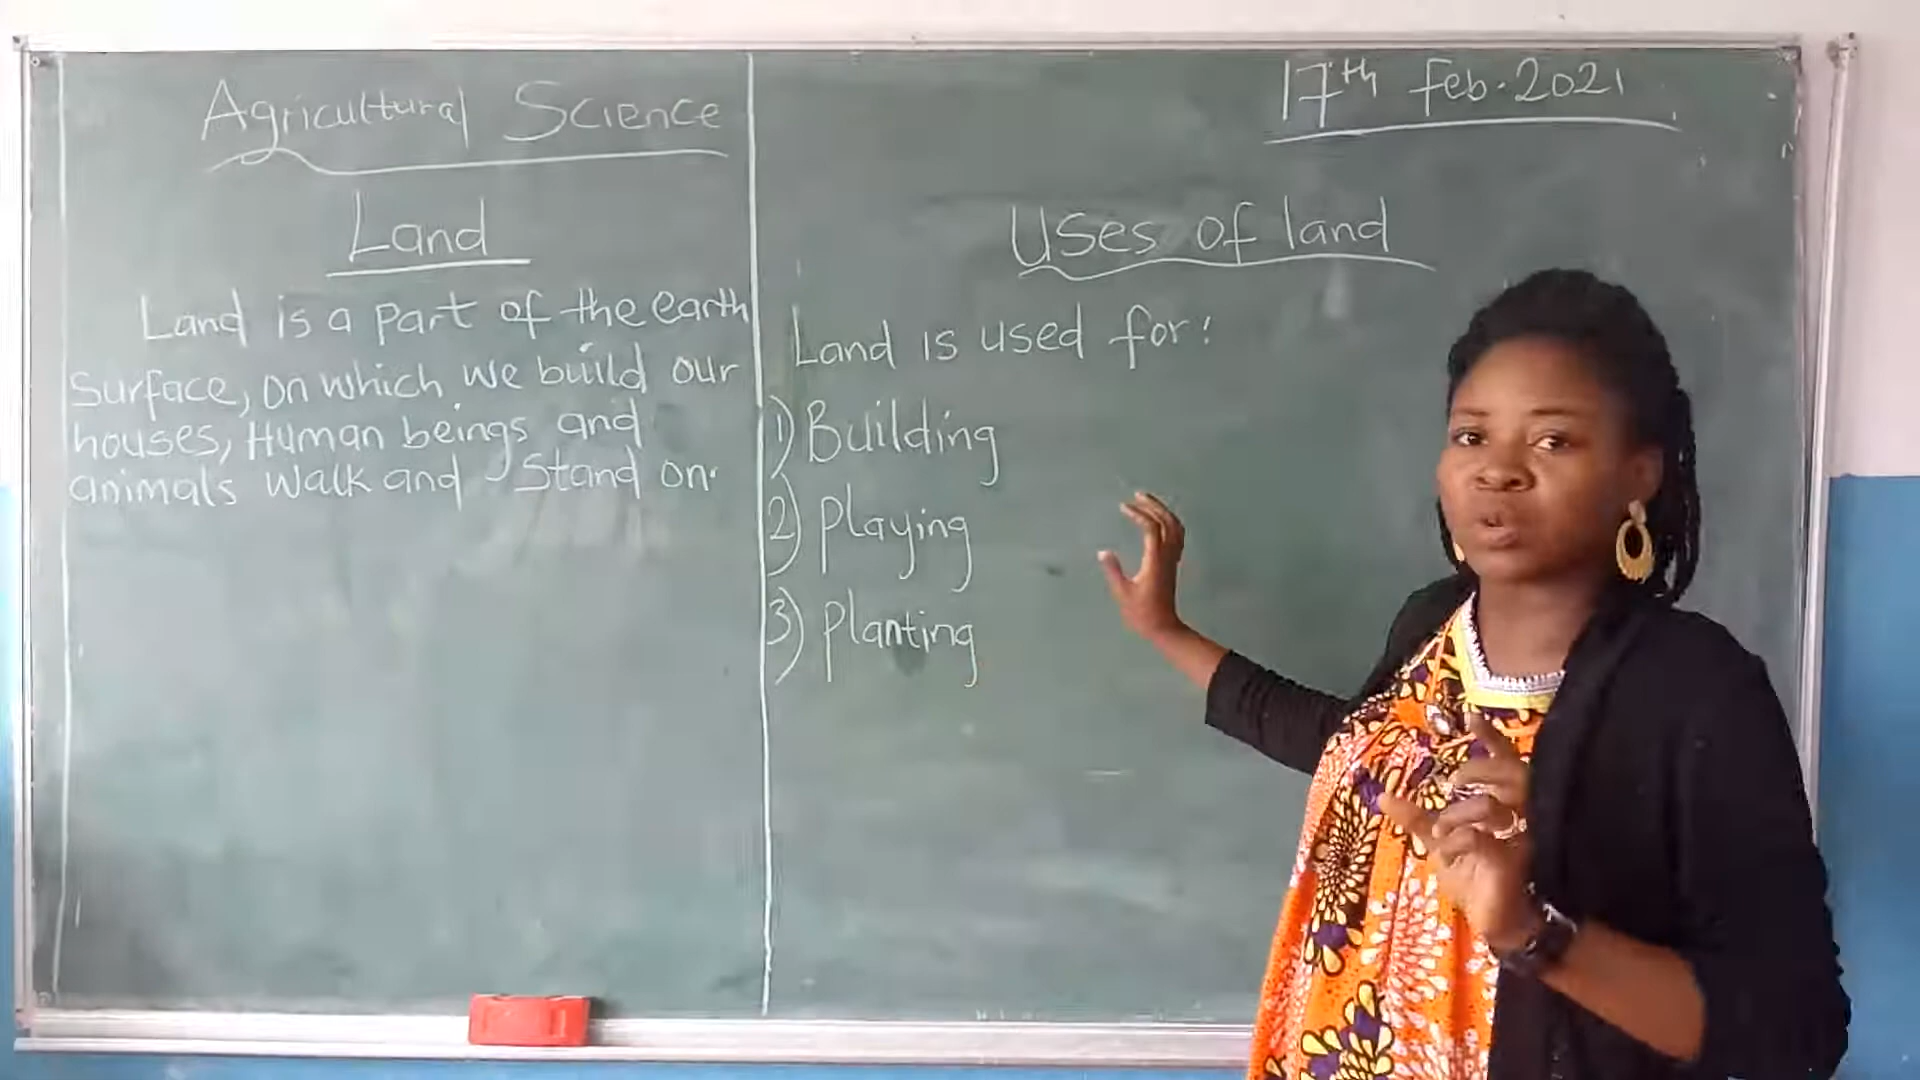 Agricultural Science
Land
Land is a part of the earth
Surface, on which we build our
houses, Human beings and
animals walk and Stand on.
17th Feb. 2021
Uses of land
Land is used for:
1) Building
2) Playing
3) Planting